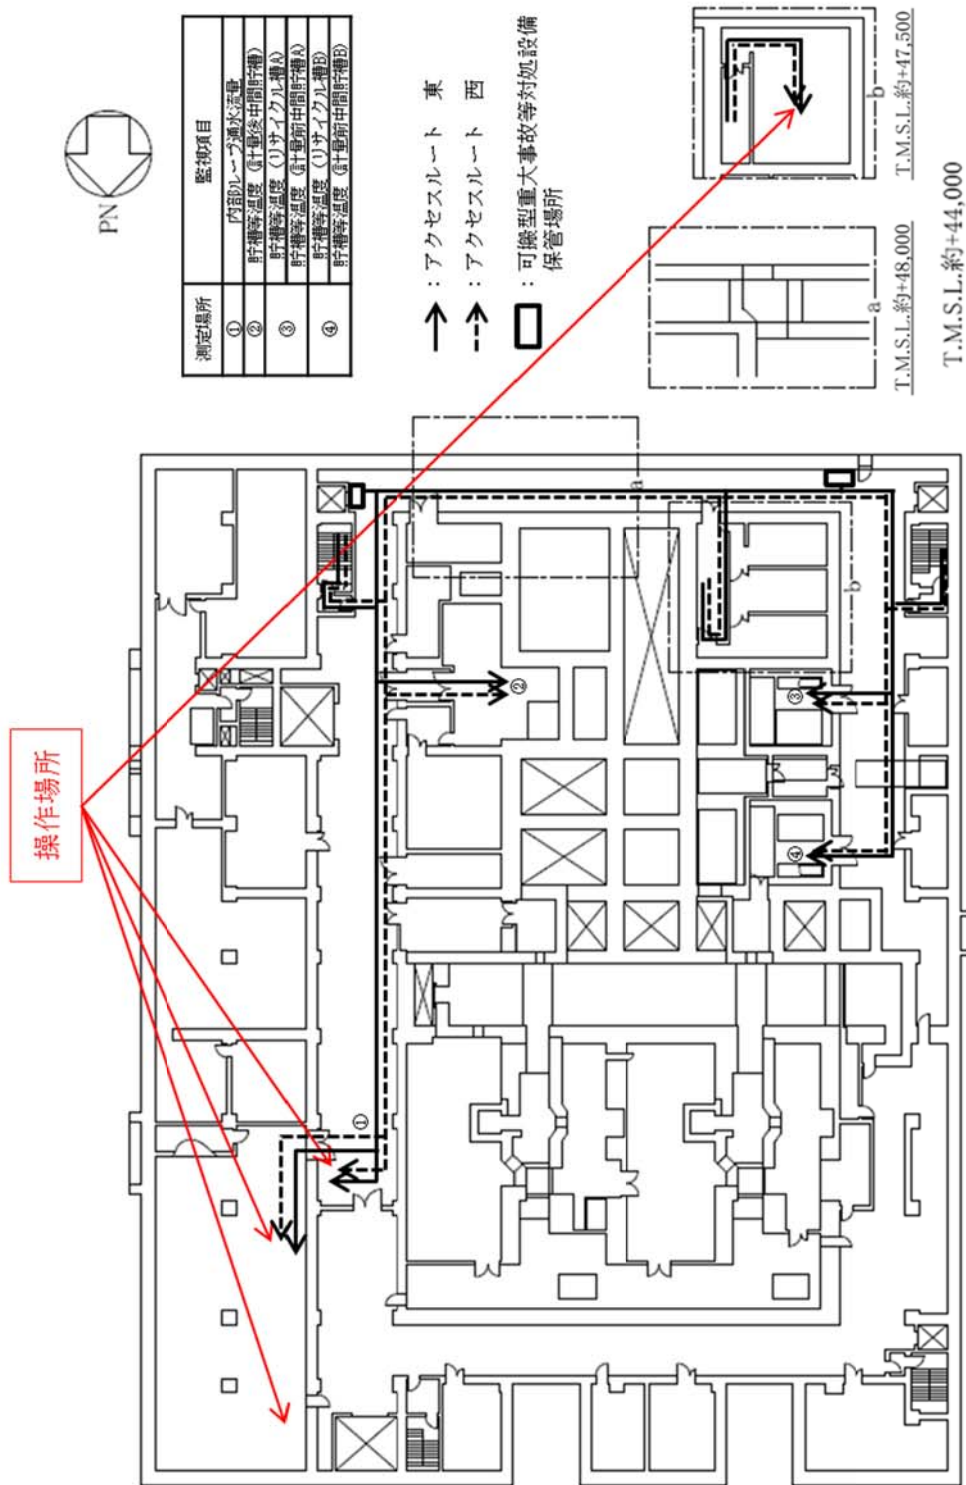 操作場所
PN
測定場所
監視項目
①
内部ループ通水流量
②
貯槽等温度（計量後中間貯槽）
③
貯槽等温度（リサイクル槽A）
貯槽等温度（計量前中間貯槽A）
④
貯槽等温度（リサイクル槽B）
貯槽等温度（計量前中間貯槽B）
：アクセスルート　東
：アクセスルート　西
：可搬型重大事故等対処設備
保管場所
a
T.M.S.L.約+48,000
b
T.M.S.L.約+47,500
T.M.S.L.約+44,000
①
②
③
④
a
b